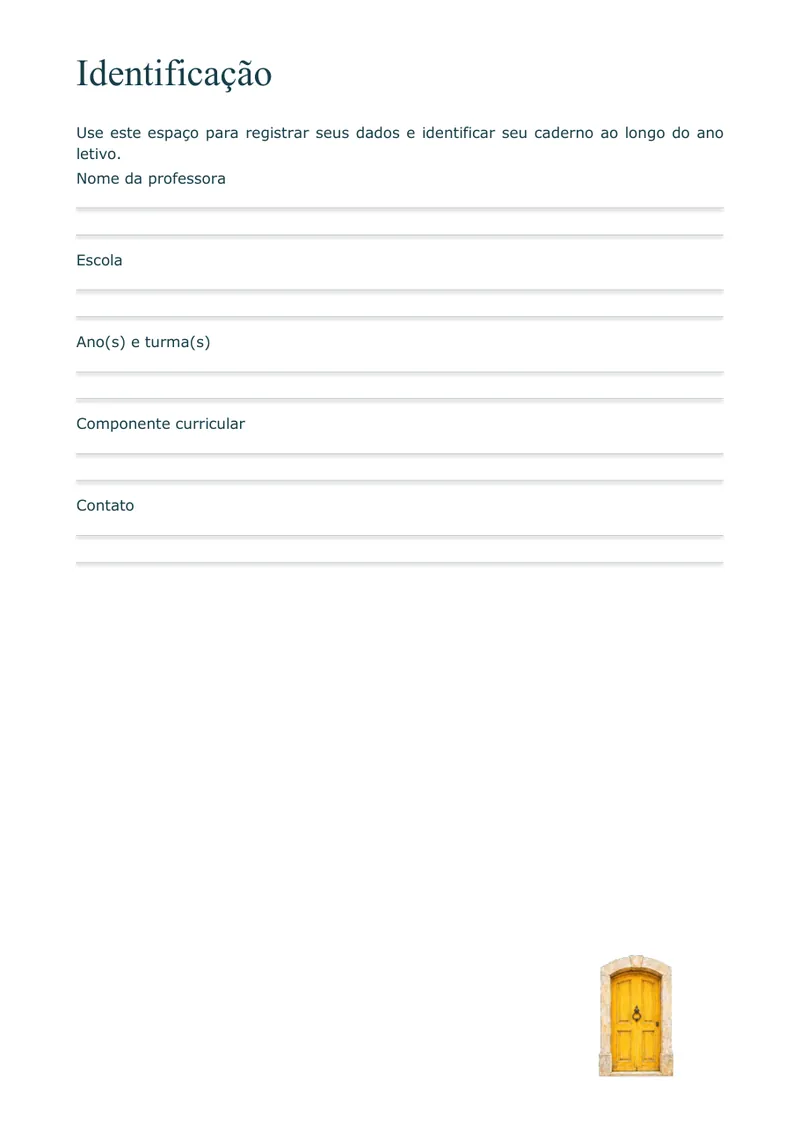 Identificação
Use este espaço para registrar seus dados e identificar seu caderno ao longo do ano
letivo.
Nome da professora
Escola
Ano(s) e turma(s)
Componente curricular
Contato